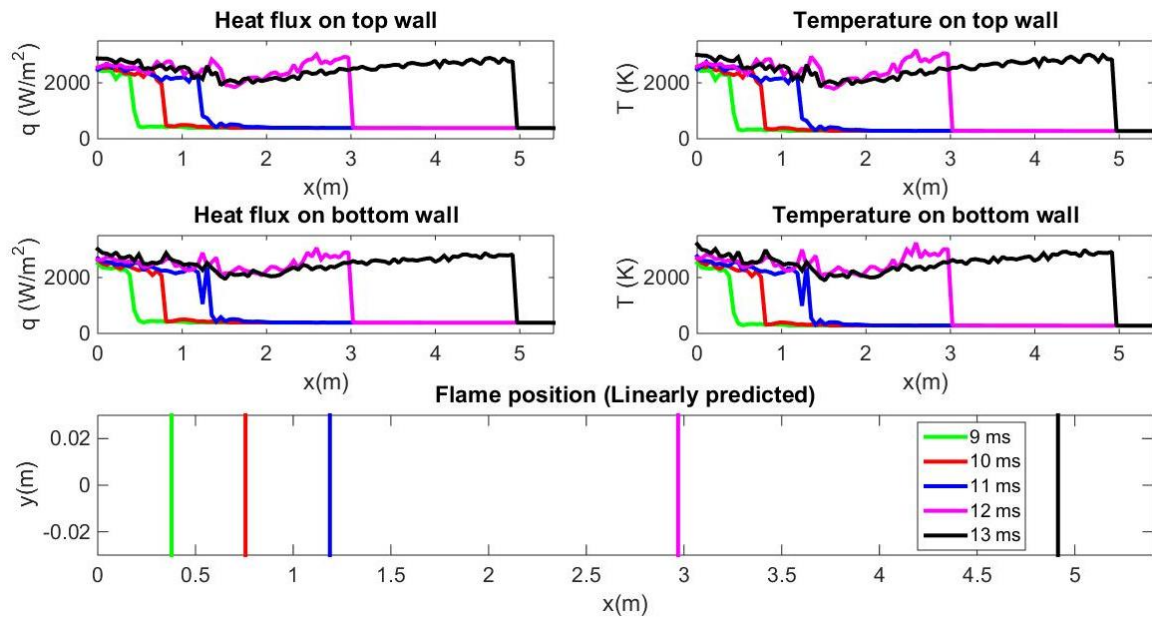 Heat flux on top wall
q (W/m²)
2000
0
0 1 2 3 4 5
x(m)
Temperature on top wall
T (K)
2000
0
0 1 2 3 4 5
x(m)
Heat flux on bottom wall
q (W/m²)
2000
0
0 1 2 3 4 5
x(m)
Temperature on bottom wall
T (K)
2000
0
0 1 2 3 4 5
x(m)
Flame position (Linearly predicted)
y(m)
0.02
0
-0.02
9 ms
10 ms
11 ms
12 ms
13 ms
0 0.5 1 1.5 2 2.5 3 3.5 4 4.5 5
x(m)